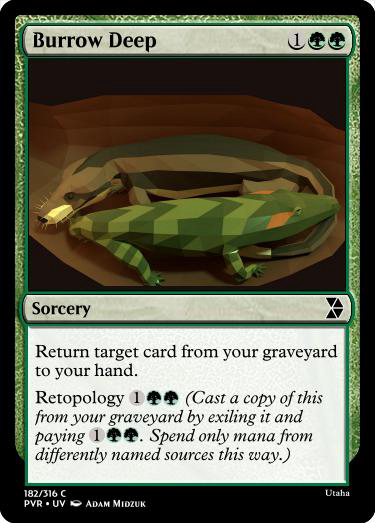 Burrow Deep 1
Sorcery
Return target card from your graveyard
to your hand.
Retopology 1 (Cast a copy of this
from your graveyard by exiling it and
paying 1. Spend only mana from
differently named sources this way.)
182/316 C Utaha
PVR • UV Adam Midzuk